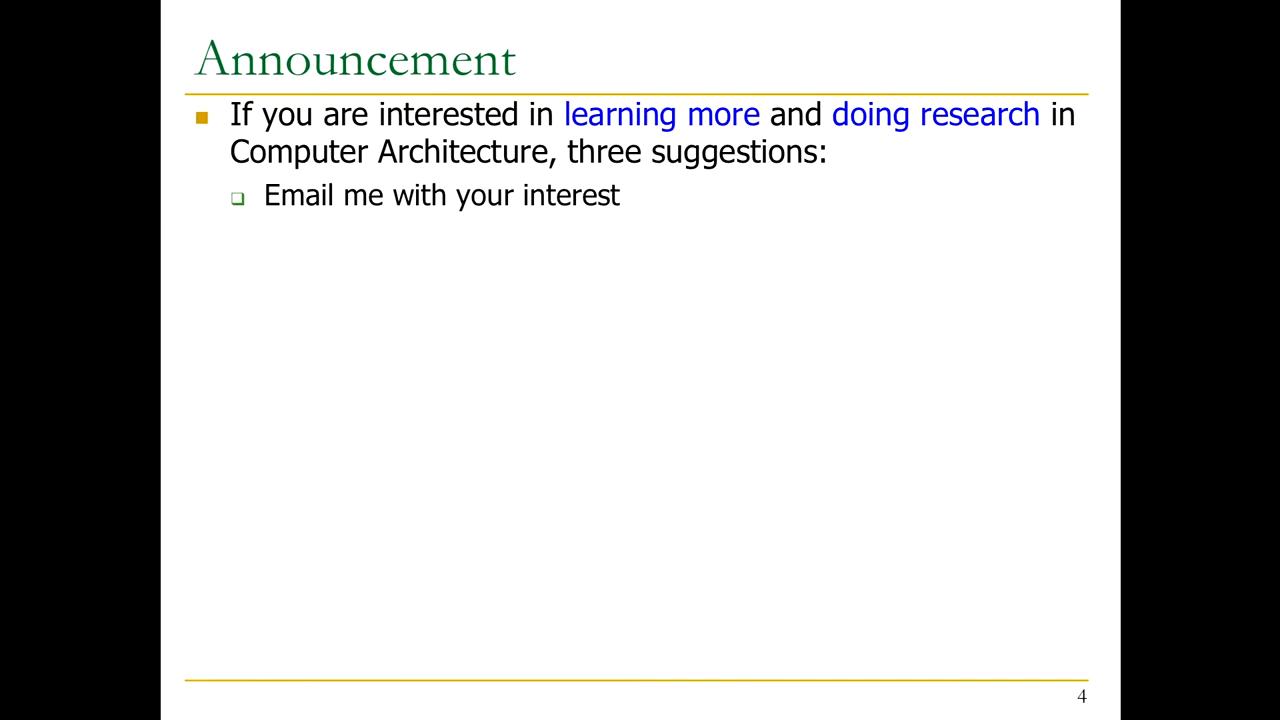 Announcement
If you are interested in learning more and doing research in
Computer Architecture, three suggestions:
Email me with your interest
4